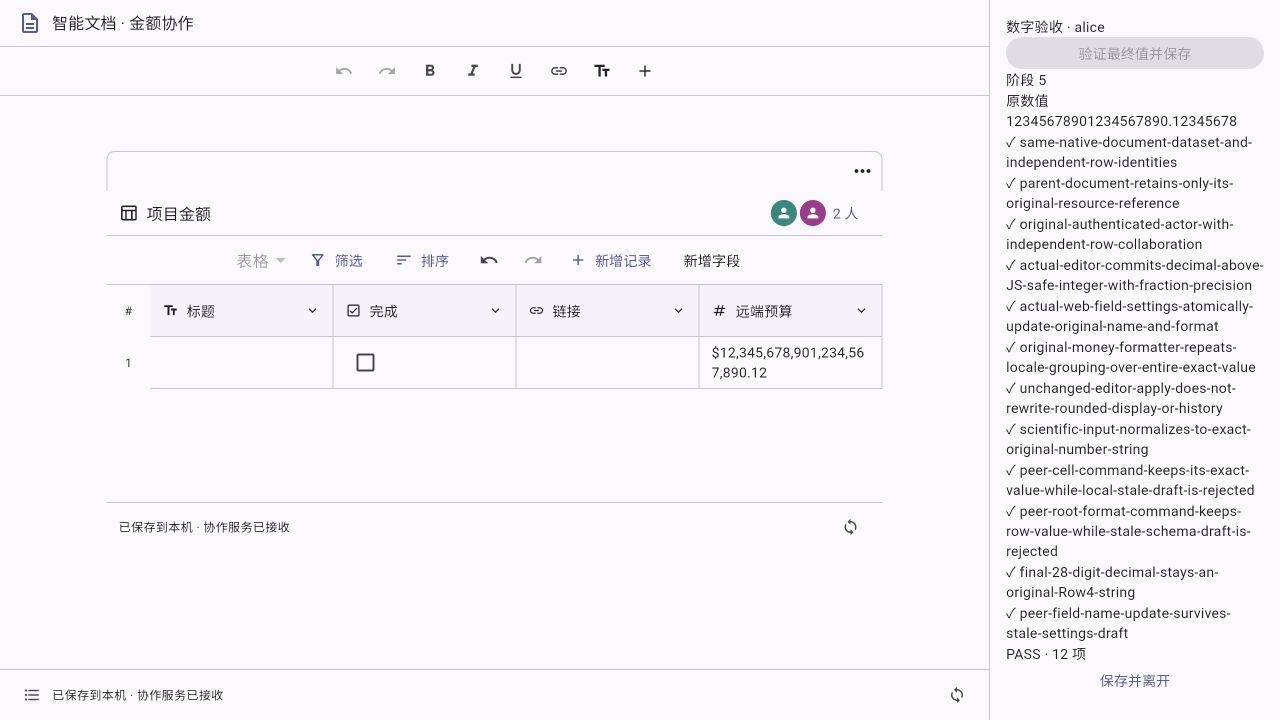 智能文档 · 金额协作
B I U Tт +
项目金额
2 人
表格 筛选 排序 新增记录 新增字段
# Tт 标题 完成 链接 # 远端预算
1
$12,345,678,901,234,56
7,890.12
已保存到本机 · 协作服务已接收
已保存到本机 · 协作服务已接收
数字验收 · alice
验证最终值并保存
阶段 5
原数值
12345678901234567890.12345678
✓ same-native-document-dataset-and-
independent-row-identities
✓ parent-document-retains-only-its-
original-resource-reference
✓ original-authenticated-actor-with-
independent-row-collaboration
✓ actual-editor-commits-decimal-above-
JS-safe-integer-with-fraction-precision
✓ actual-web-field-settings-atomically-
update-original-name-and-format
✓ original-money-formatter-repeats-
locale-grouping-over-entire-exact-value
✓ unchanged-editor-apply-does-not-
rewrite-rounded-display-or-history
✓ scientific-input-normalizes-to-exact-
original-number-string
✓ peer-cell-command-keeps-its-exact-
value-while-local-stale-draft-is-rejected
✓ peer-root-format-command-keeps-
row-value-while-stale-schema-draft-is-
rejected
✓ final-28-digit-decimal-stays-an-
original-Row4-string
✓ peer-field-name-update-survives-
stale-settings-draft
PASS · 12 项
保存并离开